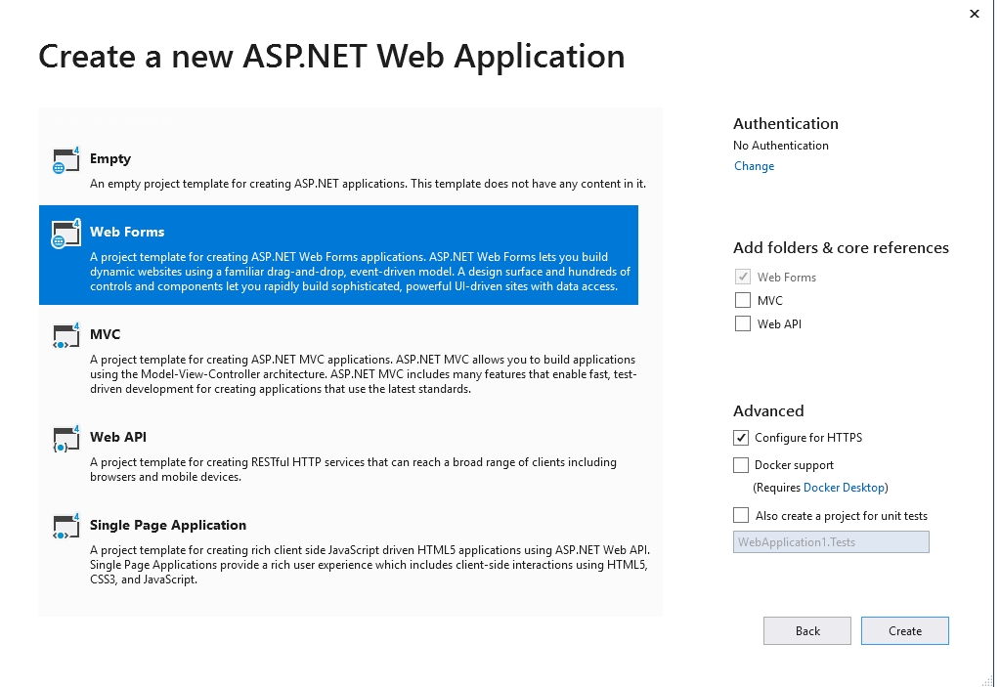 Create a new ASP.NET Web Application
Empty
An empty project template for creating ASP.NET applications. This template does not have any content in it.
Web Forms
A project template for creating ASP.NET Web Forms applications. ASP.NET Web Forms lets you build
dynamic websites using a familiar drag-and-drop, event-driven model. A design surface and hundreds of
controls and components let you rapidly build sophisticated, powerful UI-driven sites with data access.
MVC
A project template for creating ASP.NET MVC applications. ASP.NET MVC allows you to build applications
using the Model-View-Controller architecture. ASP.NET MVC includes many features that enable fast, test-
driven development for creating applications that use the latest standards.
Web API
A project template for creating RESTful HTTP services that can reach a broad range of clients including
browsers and mobile devices.
Single Page Application
A project template for creating rich client side JavaScript driven HTML5 applications using ASP.NET Web API.
Single Page Applications provide a rich user experience which includes client-side interactions using HTML5,
CSS3, and JavaScript.
Authentication
No Authentication
Change
Add folders & core references
Web Forms
MVC
Web API
Advanced
Configure for HTTPS
Docker support
(Requires Docker Desktop)
Also create a project for unit tests
WebApplication1.Tests
Back
Create